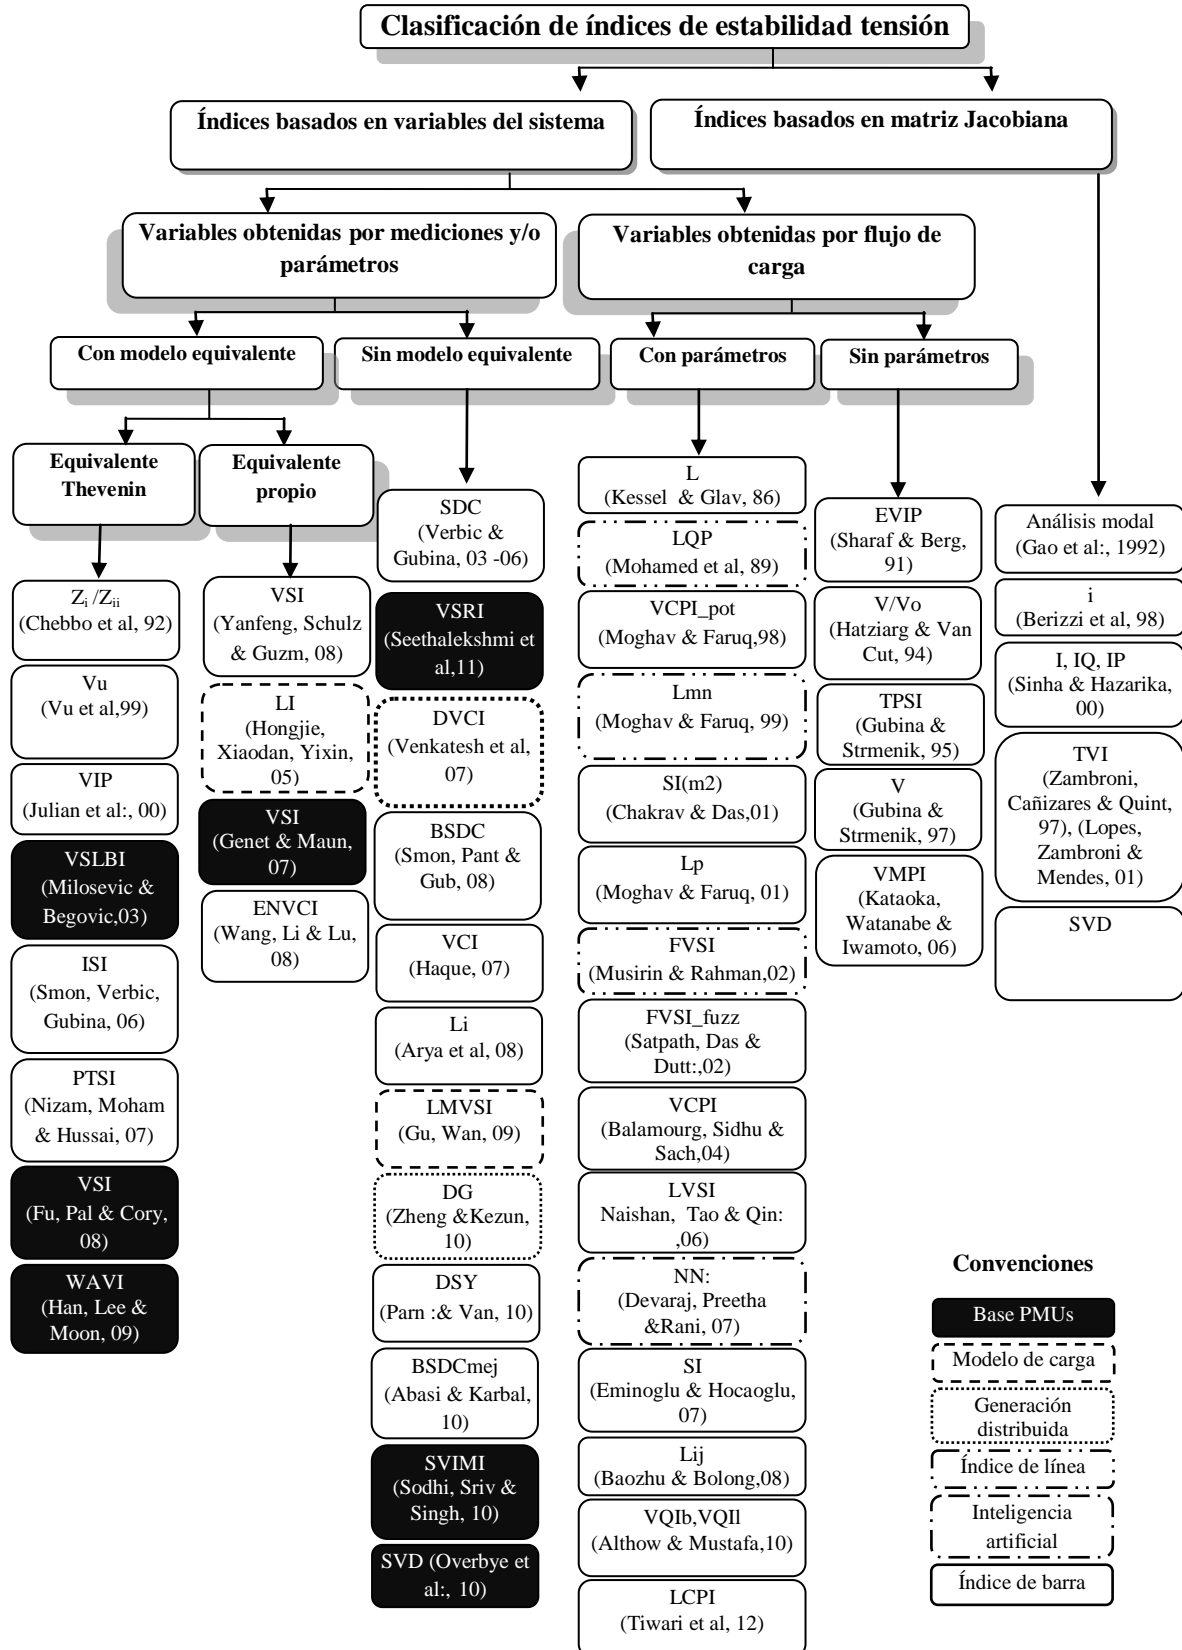 Clasificación de índices de estabilidad tensión
Índices basados en variables del sistema
Índices basados en matriz Jacobiana
Variables obtenidas por mediciones y/o
parámetros
Variables obtenidas por flujo de
carga
Con modelo equivalente
Sin modelo equivalente
Con parámetros
Sin parámetros
Equivalente
Thevenin
Equivalente
propio
Zi /Zii
(Chebbo et al, 92)
Vu
(Vu et al,99)
VIP
(Julian et al:, 00)
VSLBI
(Milosevic &
Begovic,03)
ISI
(Smon, Verbic,
Gubina, 06)
PTSI
(Nizam, Moham
& Hussai, 07)
VSI
(Fu, Pal & Cory,
08)
WAVI
(Han, Lee &
Moon, 09)
VSI
(Yanfeng, Schulz
& Guzm, 08)
LI
(Hongjie,
Xiaodan, Yixin,
05)
VSI
(Genet & Maun,
07)
ENVCI
(Wang, Li & Lu,
08)
SDC
(Verbic &
Gubina, 03 -06)
VSRI
(Seethalekshmi et
al,11)
DVCI
(Venkatesh et al,
07)
BSDC
(Smon, Pant &
Gub, 08)
VCI
(Haque, 07)
Li
(Arya et al, 08)
LMVSI
(Gu, Wan, 09)
DG
(Zheng &Kezun,
10)
DSY
(Parn :& Van, 10)
BSDCmej
(Abasi & Karbal,
10)
SVIMI
(Sodhi, Sriv &
Singh, 10)
SVD (Overbye et
al:, 10)
L
(Kessel & Glav, 86)
LQP
(Mohamed et al, 89)
VCPI_pot
(Moghav & Faruq,98)
Lmn
(Moghav & Faruq, 99)
SI(m2)
(Chakrav & Das,01)
Lp
(Moghav & Faruq, 01)
FVSI
(Musirin & Rahman,02)
FVSI_fuzz
(Satpath, Das &
Dutt:,02)
VCPI
(Balamourg, Sidhu &
Sach,04)
LVSI
Naishan, Tao & Qin:
,06)
NN:
(Devaraj, Preetha
&Rani, 07)
SI
(Eminoglu & Hocaoglu,
07)
Lij
(Baozhu & Bolong,08)
VQIb,VQIl
(Althow & Mustafa,10)
LCPI
(Tiwari et al, 12)
EVIP
(Sharaf & Berg,
91)
V/Vo
(Hatziarg & Van
Cut, 94)
TPSI
(Gubina &
Strmenik, 95)
V
(Gubina &
Strmenik, 97)
VMPI
(Kataoka,
Watanabe &
Iwamoto, 06)
Análisis modal
(Gao et al:, 1992)
i
(Berizzi et al, 98)
I, IQ, IP
(Sinha & Hazarika,
00)
TVI
(Zambroni,
Cañizares & Quint,
97), (Lopes,
Zambroni &
Mendes, 01)
SVD
Convenciones
Base PMUs
Modelo de carga
Generación
distribuida
Índice de línea
Inteligencia
artificial
Índice de barra